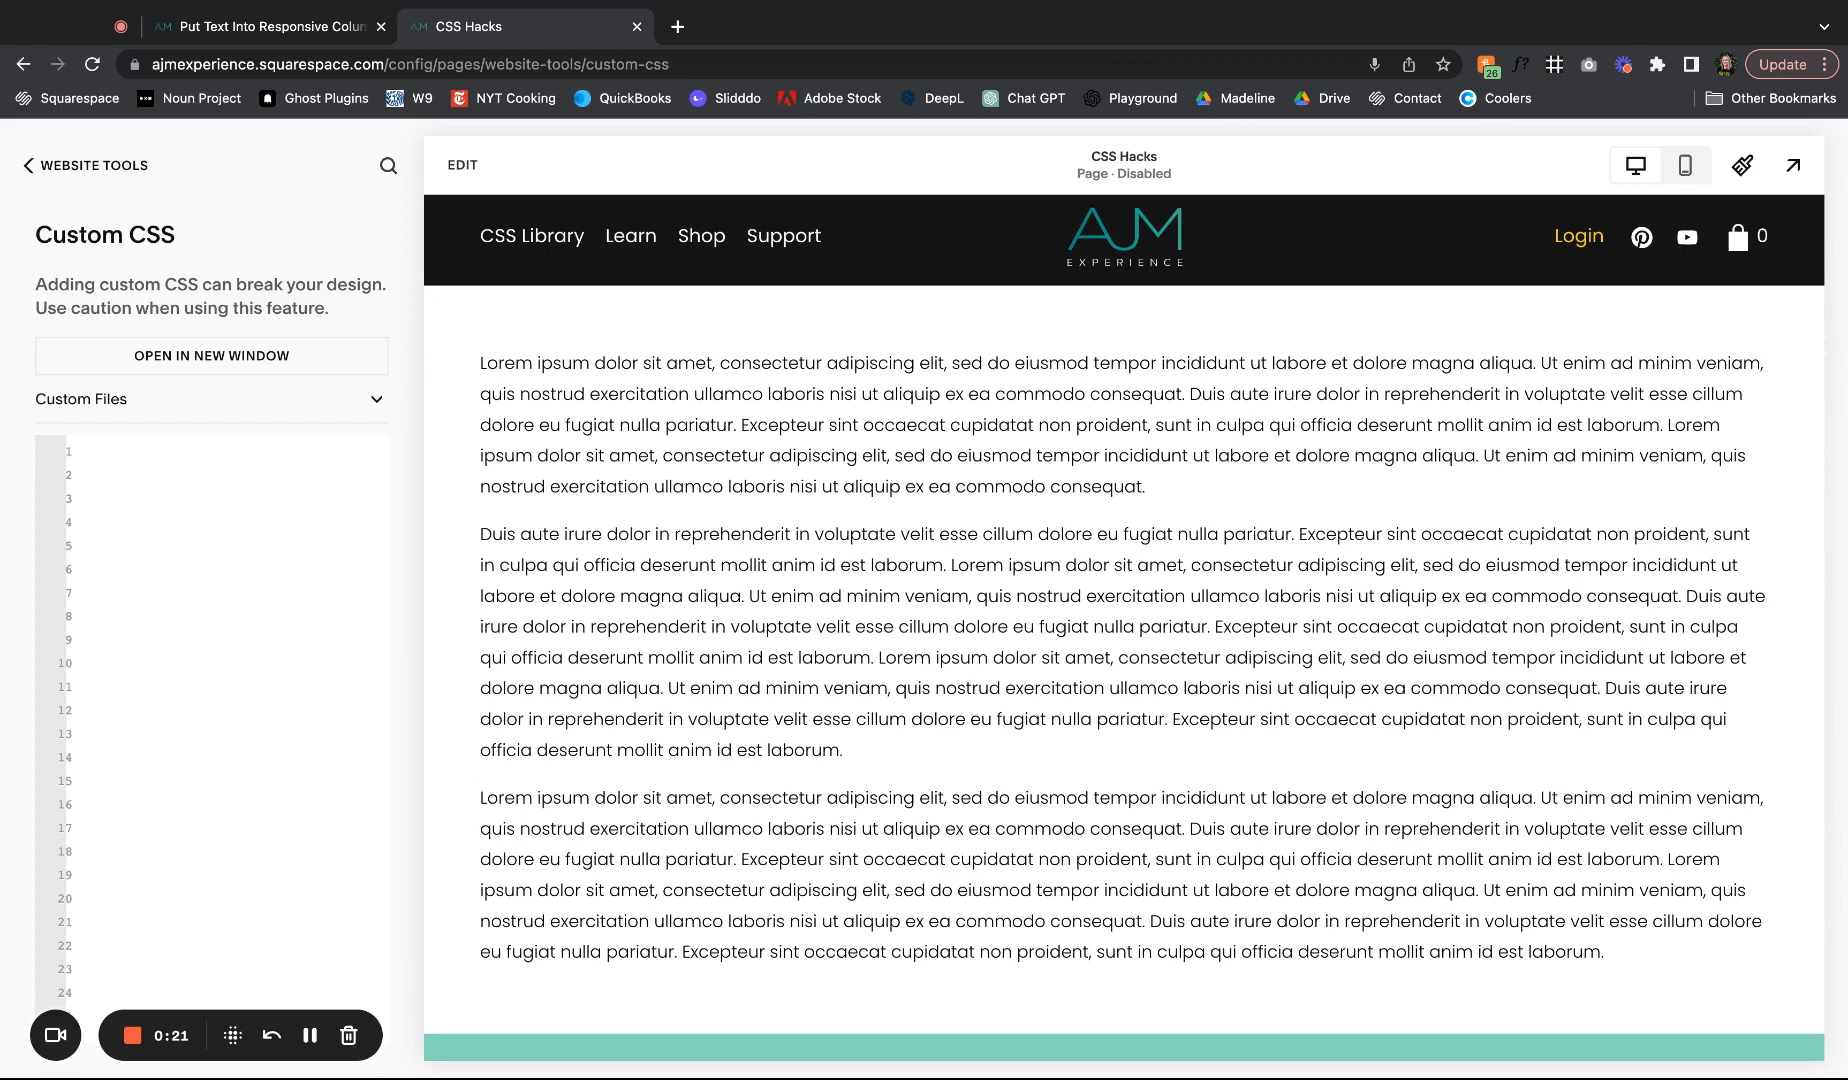 Put Text Into Responsive Colun
CSS Hacks
ajmexperience.squarespace.com/config/pages/website-tools/custom-css
26
f?
Update
Squarespace
Noun Project
Ghost Plugins
W9
NYT Cooking
QuickBooks
Slidddo
Adobe Stock
DeepL
Chat GPT
Playground
Madeline
Drive
Contact
Coolers
Other Bookmarks
WEBSITE TOOLS
Custom CSS
Adding custom CSS can break your design.
Use caution when using this feature.
OPEN IN NEW WINDOW
Custom Files
1
2
3
4
5
6
7
8
9
10
11
12
13
14
15
16
17
18
19
20
21
22
23
24
0:21
EDIT
CSS Hacks
Page · Disabled
CSS Library Learn Shop Support
AJM
EXPERIENCE
Login
0
Lorem ipsum dolor sit amet, consectetur adipiscing elit, sed do eiusmod tempor incididunt ut labore et dolore magna aliqua. Ut enim ad minim veniam,
quis nostrud exercitation ullamco laboris nisi ut aliquip ex ea commodo consequat. Duis aute irure dolor in reprehenderit in voluptate velit esse cillum
dolore eu fugiat nulla pariatur. Excepteur sint occaecat cupidatat non proident, sunt in culpa qui officia deserunt mollit anim id est laborum. Lorem
ipsum dolor sit amet, consectetur adipiscing elit, sed do eiusmod tempor incididunt ut labore et dolore magna aliqua. Ut enim ad minim veniam, quis
nostrud exercitation ullamco laboris nisi ut aliquip ex ea commodo consequat.
Duis aute irure dolor in reprehenderit in voluptate velit esse cillum dolore eu fugiat nulla pariatur. Excepteur sint occaecat cupidatat non proident, sunt
in culpa qui officia deserunt mollit anim id est laborum. Lorem ipsum dolor sit amet, consectetur adipiscing elit, sed do eiusmod tempor incididunt ut
labore et dolore magna aliqua. Ut enim ad minim veniam, quis nostrud exercitation ullamco laboris nisi ut aliquip ex ea commodo consequat. Duis aute
irure dolor in reprehenderit in voluptate velit esse cillum dolore eu fugiat nulla pariatur. Excepteur sint occaecat cupidatat non proident, sunt in culpa
qui officia deserunt mollit anim id est laborum. Lorem ipsum dolor sit amet, consectetur adipiscing elit, sed do eiusmod tempor incididunt ut labore et
dolore magna aliqua. Ut enim ad minim veniam, quis nostrud exercitation ullamco laboris nisi ut aliquip ex ea commodo consequat. Duis aute irure
dolor in reprehenderit in voluptate velit esse cillum dolore eu fugiat nulla pariatur. Excepteur sint occaecat cupidatat non proident, sunt in culpa qui
officia deserunt mollit anim id est laborum.
Lorem ipsum dolor sit amet, consectetur adipiscing elit, sed do eiusmod tempor incididunt ut labore et dolore magna aliqua. Ut enim ad minim veniam,
quis nostrud exercitation ullamco laboris nisi ut aliquip ex ea commodo consequat. Duis aute irure dolor in reprehenderit in voluptate velit esse cillum
dolore eu fugiat nulla pariatur. Excepteur sint occaecat cupidatat non proident, sunt in culpa qui officia deserunt mollit anim id est laborum. Lorem
ipsum dolor sit amet, consectetur adipiscing elit, sed do eiusmod tempor incididunt ut labore et dolore magna aliqua. Ut enim ad minim veniam, quis
nostrud exercitation ullamco laboris nisi ut aliquip ex ea commodo consequat. Duis aute irure dolor in reprehenderit in voluptate velit esse cillum dolore
eu fugiat nulla pariatur. Excepteur sint occaecat cupidatat non proident, sunt in culpa qui officia deserunt mollit anim id est laborum.